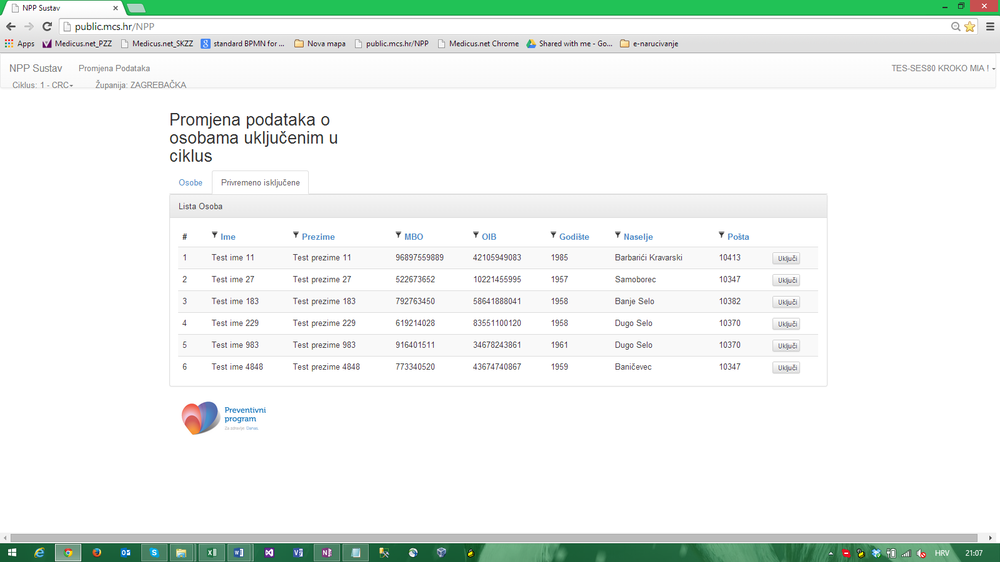 NPP Sustav
public.mcs.hr/NPP
Apps Medicus.net_PZZ Medicus.net_SKZZ standard BPMN for ... Nova mapa public.mcs.hr/NPP Medicus.net Chrome Shared with me - Go... e-narucivanje
NPP Sustav Promjena Podataka TES-SES80 KROKO MIA !
Ciklus: 1 - CRC Županija: ZAGREBAČKA
Promjena podataka o
osobama uključenim u
ciklus
Osobe Privremeno isključene
Lista Osoba
# Ime Prezime MBO OIB Godište Naselje Pošta
1 Test ime 11 Test prezime 11 96897559889 42105949083 1985 Barbarići Kravarski 10413 Uključi
2 Test ime 27 Test prezime 27 522673652 10221455995 1957 Samoborec 10347 Uključi
3 Test ime 183 Test prezime 183 792763450 58641888041 1958 Banje Selo 10382 Uključi
4 Test ime 229 Test prezime 229 619214028 83551100120 1958 Dugo Selo 10370 Uključi
5 Test ime 983 Test prezime 983 916401511 34678243861 1961 Dugo Selo 10370 Uključi
6 Test ime 4848 Test prezime 4848 773340520 43674740867 1959 Baničevec 10347 Uključi
Preventivni
program
Za zdravlje. Danas.
HRV 21:07